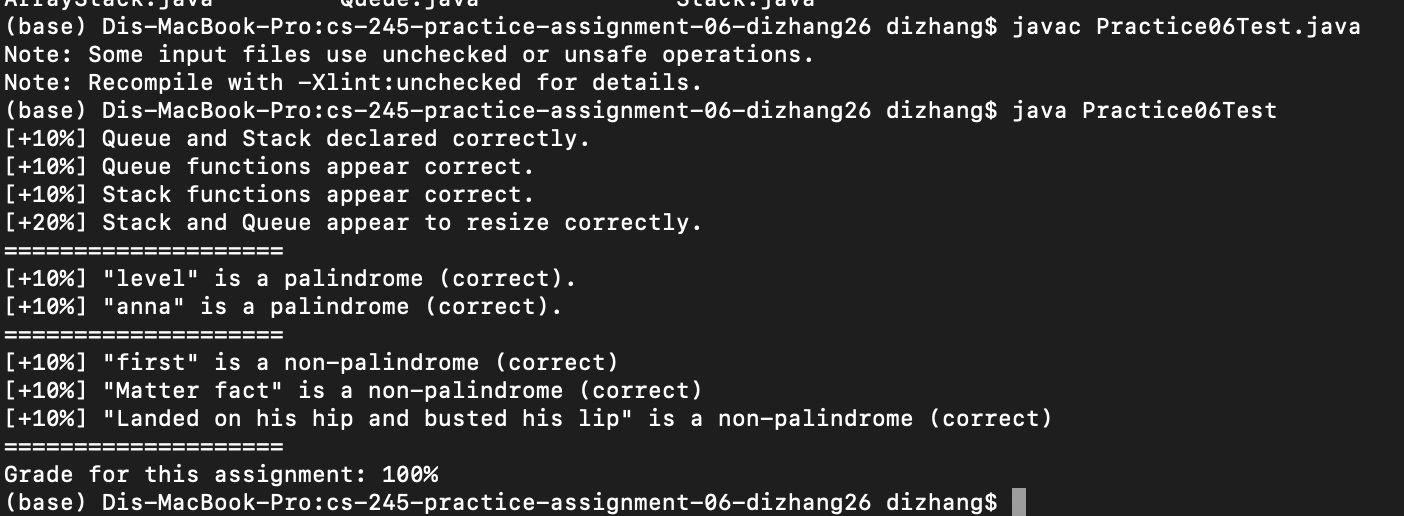 ArrayStack.java Queue.java Stack.java
(base) Dis-MacBook-Pro:cs-245-practice-assignment-06-dizhang26 dizhang$ javac Practice06Test.java
Note: Some input files use unchecked or unsafe operations.
Note: Recompile with -Xlint:unchecked for details.
(base) Dis-MacBook-Pro:cs-245-practice-assignment-06-dizhang26 dizhang$ java Practice06Test
[+10%] Queue and Stack declared correctly.
[+10%] Queue functions appear correct.
[+10%] Stack functions appear correct.
[+20%] Stack and Queue appear to resize correctly.
====================
[+10%] "level" is a palindrome (correct).
[+10%] "anna" is a palindrome (correct).
====================
[+10%] "first" is a non-palindrome (correct)
[+10%] "Matter fact" is a non-palindrome (correct)
[+10%] "Landed on his hip and busted his lip" is a non-palindrome (correct)
====================
Grade for this assignment: 100%
(base) Dis-MacBook-Pro:cs-245-practice-assignment-06-dizhang26 dizhang$